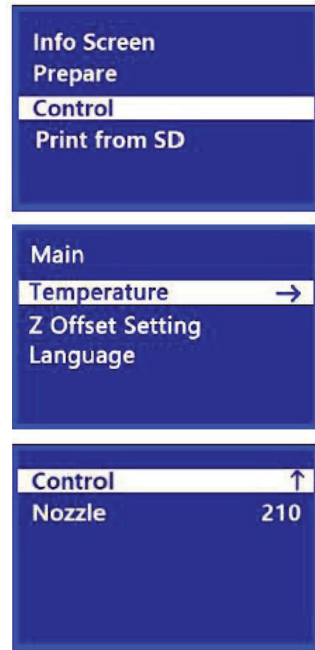 Info Screen
Prepare
Control
Print from SD
Main
Temperature →
Z Offset Setting
Language
Control ↑
Nozzle 210